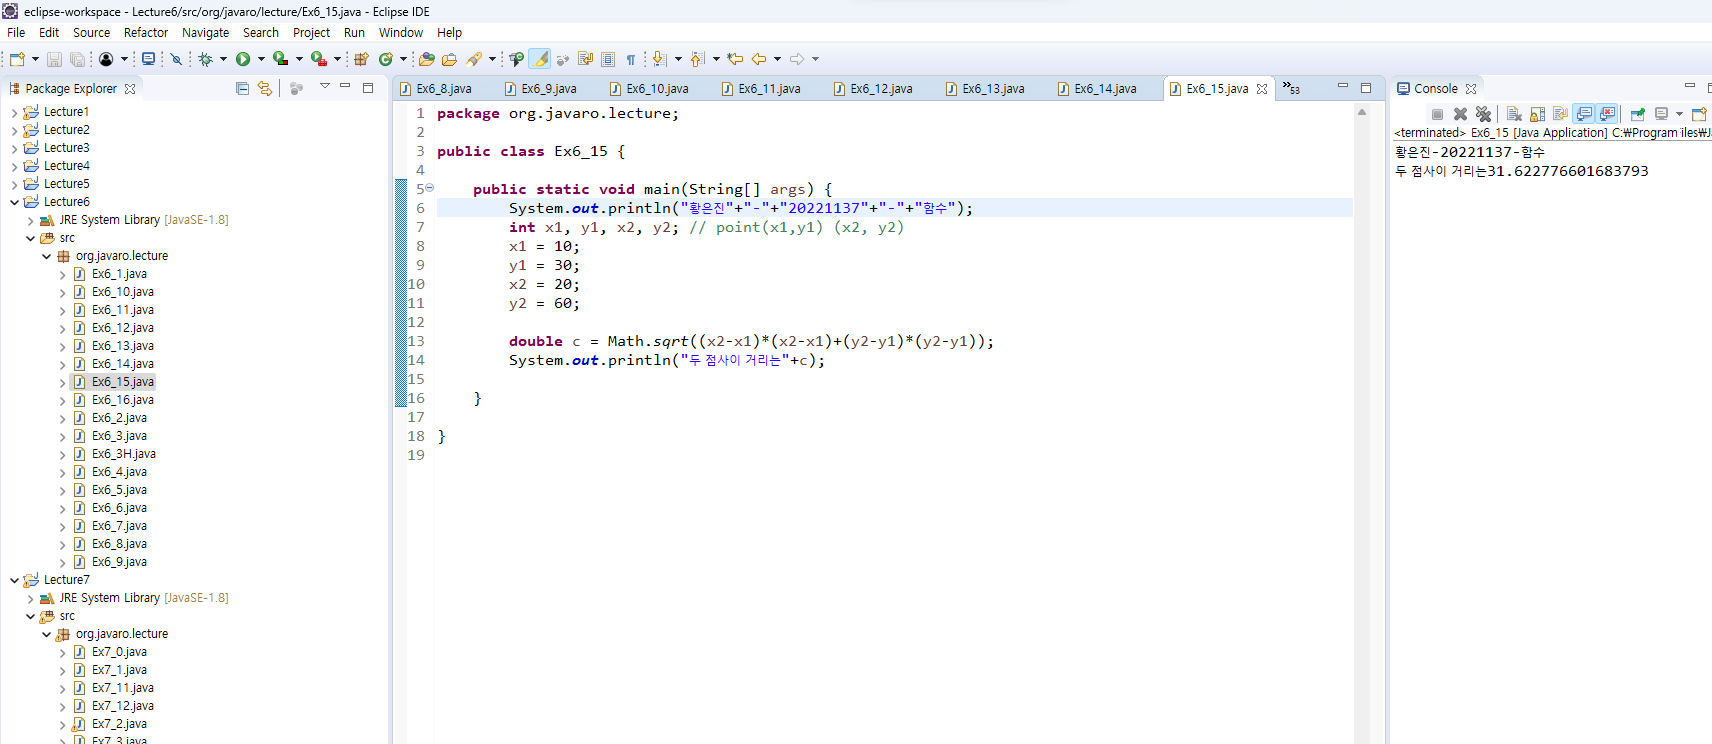 eclipse-workspace - Lecture6/src/org/javaro/lecture/Ex6_15.java - Eclipse IDE
File Edit Source Refactor Navigate Search Project Run Window Help
Package Explorer
Lecture1
Lecture2
Lecture3
Lecture4
Lecture5
Lecture6
JRE System Library [JavaSE-1.8]
src
org.javaro.lecture
Ex6_1.java
Ex6_10.java
Ex6_11.java
Ex6_12.java
Ex6_13.java
Ex6_14.java
Ex6_15.java
Ex6_16.java
Ex6_2.java
Ex6_3.java
Ex6_3H.java
Ex6_4.java
Ex6_5.java
Ex6_6.java
Ex6_7.java
Ex6_8.java
Ex6_9.java
Lecture7
JRE System Library [JavaSE-1.8]
src
org.javaro.lecture
Ex7_0.java
Ex7_1.java
Ex7_11.java
Ex7_12.java
Ex7_2.java
Ex7_3.java
Ex6_8.java Ex6_9.java Ex6_10.java Ex6_11.java Ex6_12.java Ex6_13.java Ex6_14.java Ex6_15.java »53
1 package org.javaro.lecture;
2
3 public class Ex6_15 {
4
5 public static void main(String[] args) {
6 System.out.println("황은진"+"-"+"20221137"+"-"+"함수");
7 int x1, y1, x2, y2; // point(x1,y1) (x2, y2)
8 x1 = 10;
9 y1 = 30;
10 x2 = 20;
11 y2 = 60;
12
13 double c = Math.sqrt((x2-x1)*(x2-x1)+(y2-y1)*(y2-y1));
14 System.out.println("두 점사이 거리는"+c);
15
16 }
17
18 }
19
Console
<terminated> Ex6_15 [Java Application] C:₩Program iles₩J
황은진-20221137-함수
두 점사이 거리는31.622776601683793